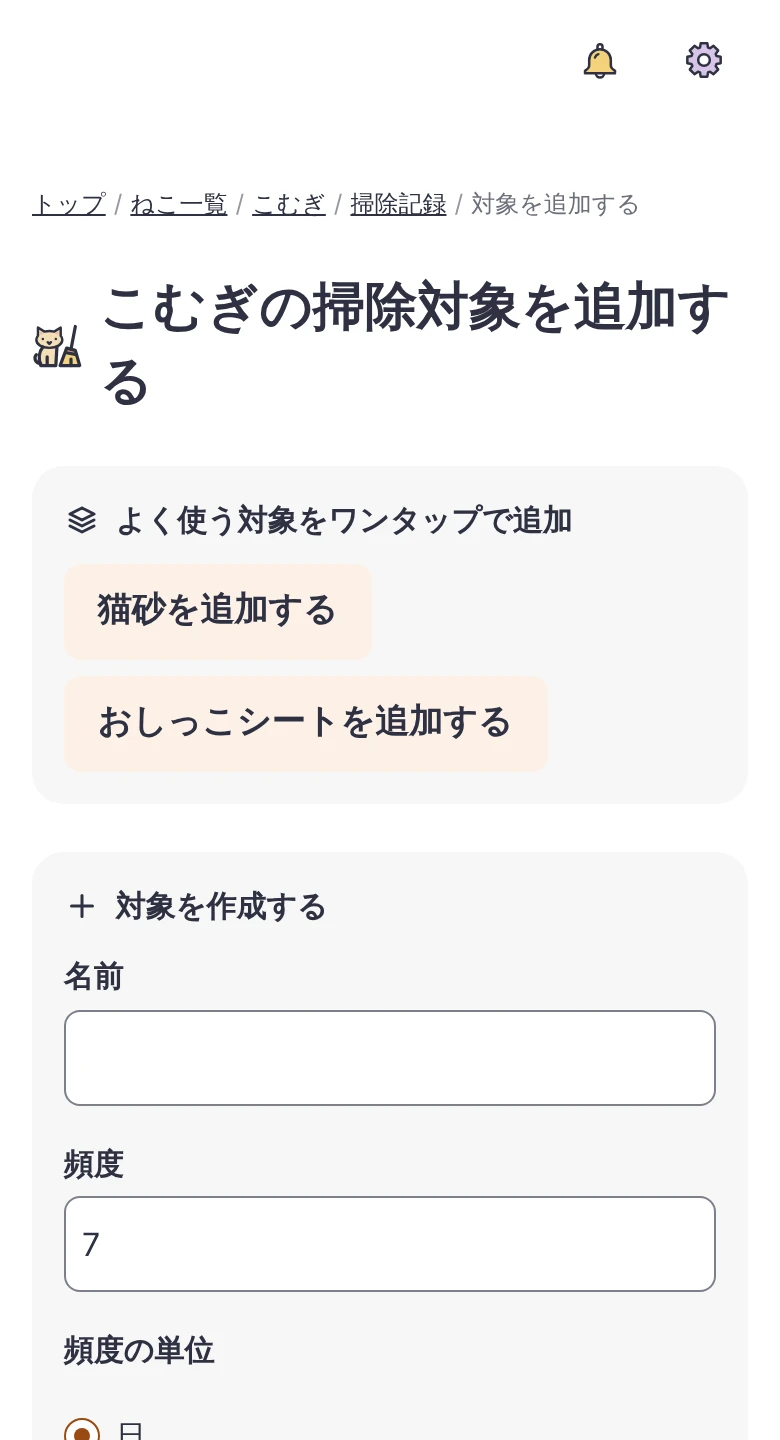 トップ / ねこ一覧 / こむぎ / 掃除記録 / 対象を追加する
こむぎの掃除対象を追加す
る
よく使う対象をワンタップで追加
猫砂を追加する
おしっこシートを追加する
対象を作成する
名前
頻度
7
頻度の単位
日